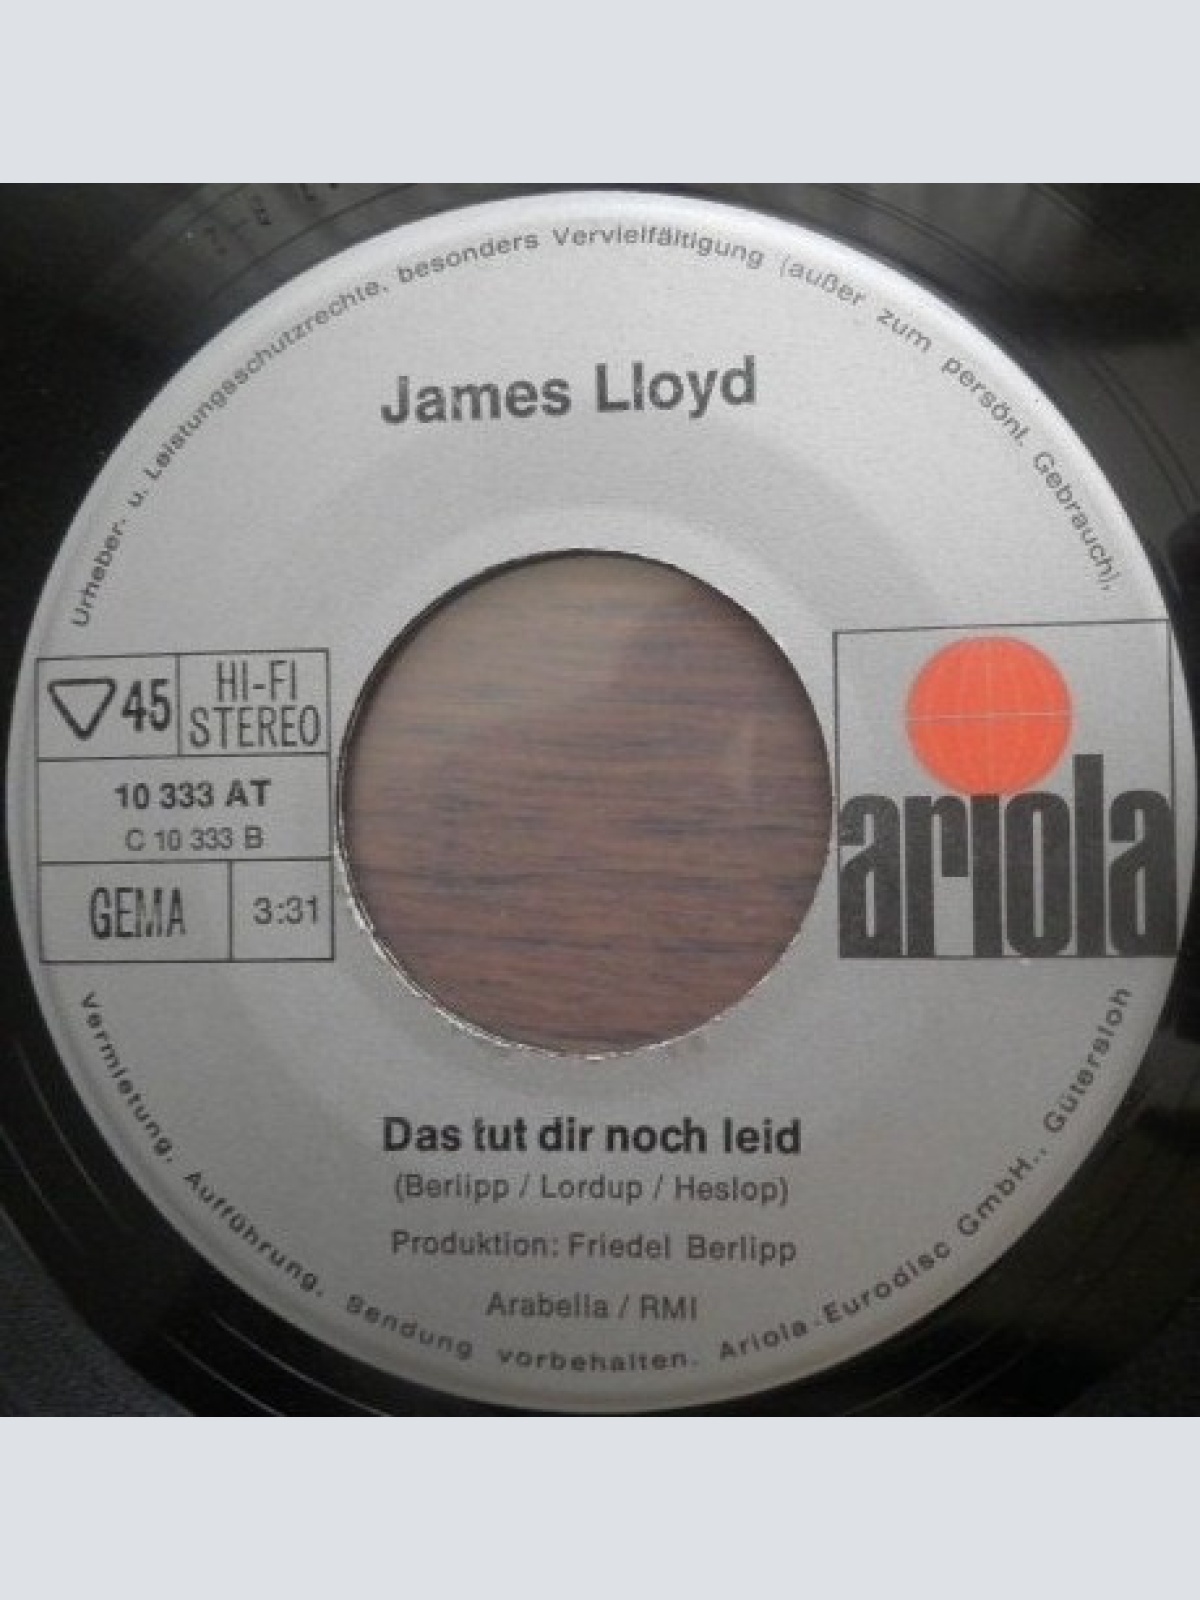 Urheber- u. Leistungsschutzrechte, besonders Vervielfältigung (außer zum persönl. Gebrauch),
James Lloyd
45
HI-FI
STEREO
10 333 AT
C 10 333 B
GEMA
3:31
ariola
Das tut dir noch leid
(Berlipp / Lordup / Heslop)
Produktion: Friedel Berlipp
Arabella / RMI
Vermietung, Aufführung, Sendung vorbehalten. Ariola-Eurodisc GmbH., Gütersloh